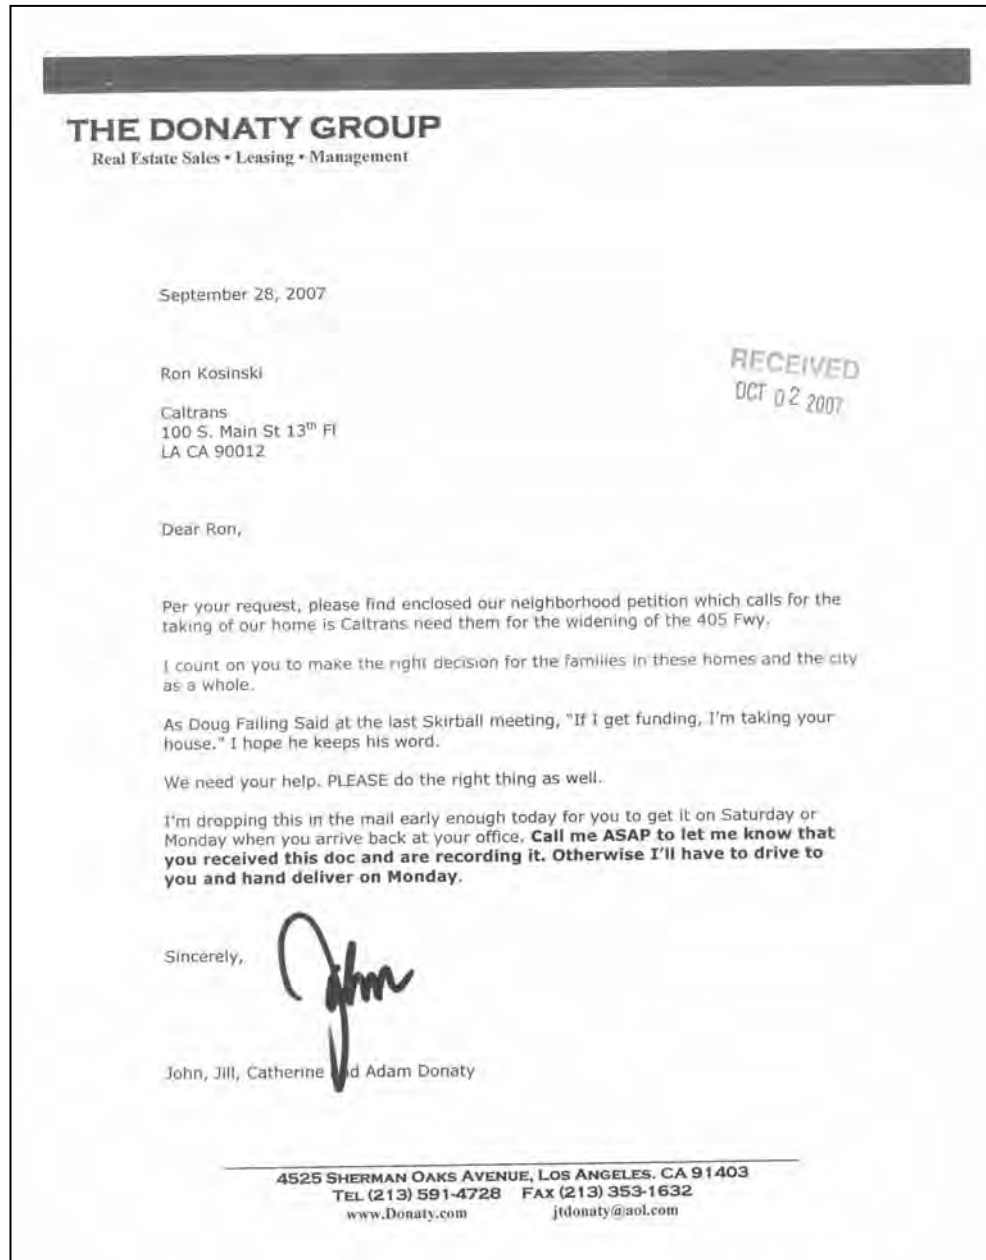 THE DONATY GROUP
Real Estate Sales • Leasing • Management
September 28, 2007
Ron Kosinski
RECEIVED
OCT 02 2007
Caltrans
100 S. Main St 13th Fl
LA CA 90012
Dear Ron,
Per your request, please find enclosed our neighborhood petition which calls for the
taking of our home is Caltrans need them for the widening of the 405 Fwy.
I count on you to make the right decision for the families in these homes and the city
as a whole.
As Doug Failing Said at the last Skirball meeting, "If I get funding, I'm taking your
house." I hope he keeps his word.
We need your help. PLEASE do the right thing as well.
I'm dropping this in the mail early enough today for you to get it on Saturday or
Monday when you arrive back at your office. Call me ASAP to let me know that
you received this doc and are recording it. Otherwise I'll have to drive to
you and hand deliver on Monday.
Sincerely,
John
John, Jill, Catherine and Adam Donaty
4525 SHERMAN OAKS AVENUE, LOS ANGELES. CA 91403
TEL (213) 591-4728 FAX (213) 353-1632
www.Donaty.com jtdonaty@aol.com